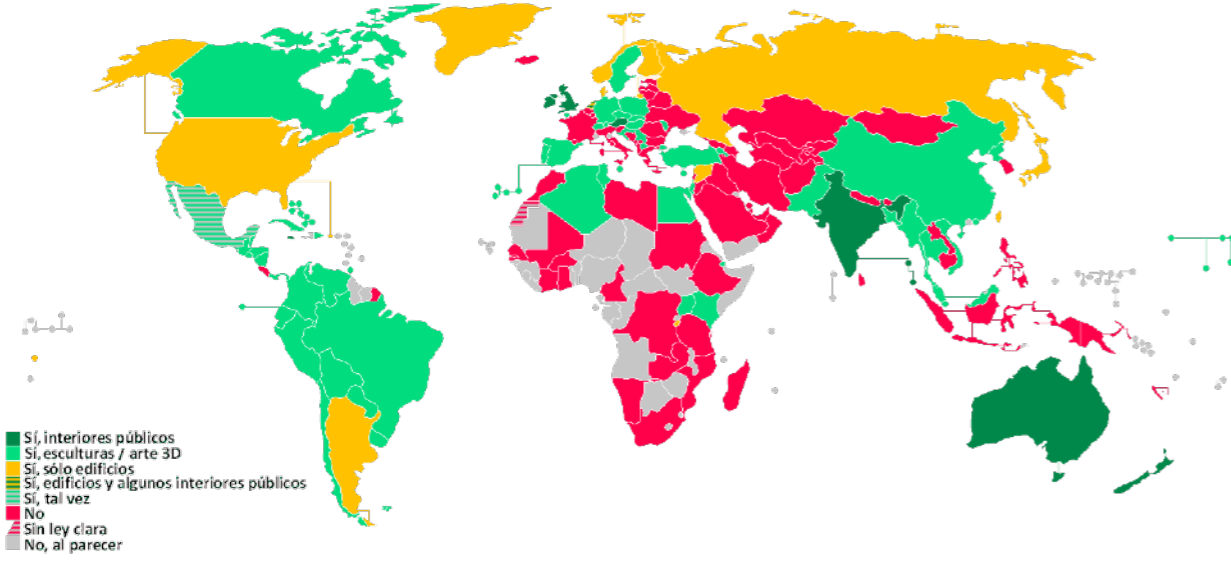 Sí, interiores públicos
Sí, esculturas / arte 3D
Sí, sólo edificios
Sí, edificios y algunos interiores públicos
Sí, tal vez
No
Sin ley clara
No, al parecer